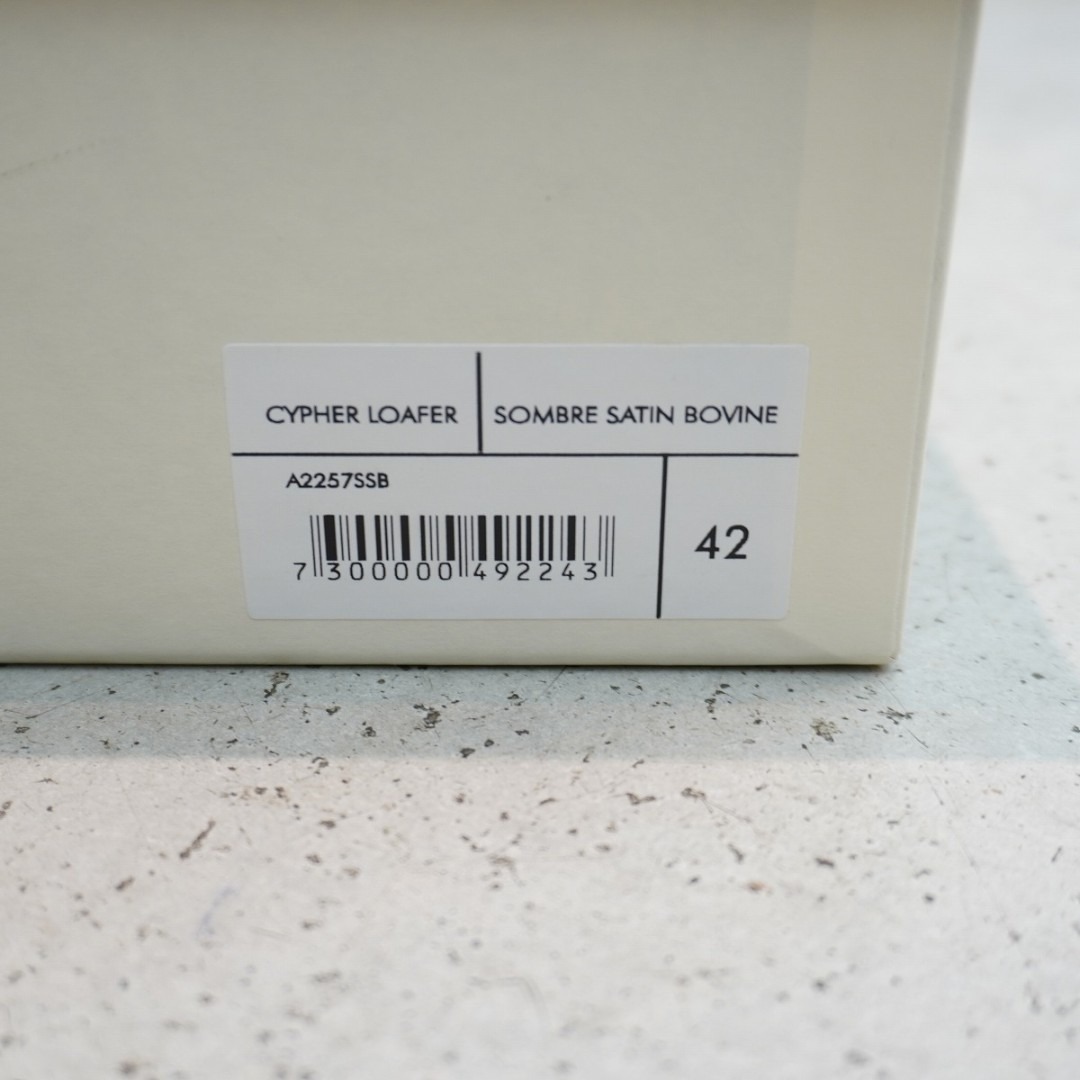 CYPHER LOAFER
SOMBRE SATIN BOVINE
A2257SSB
7 300000 492243
42